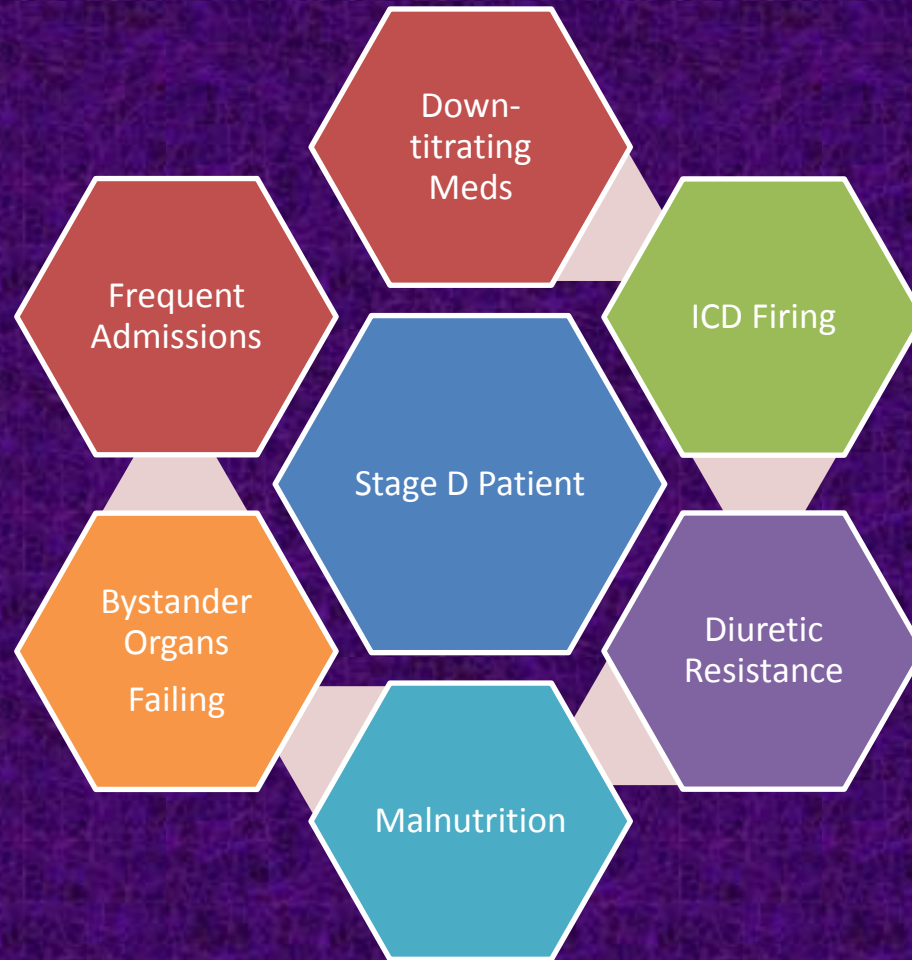 Down-
titrating
Meds
Frequent
Admissions
ICD Firing
Stage D Patient
Bystander
Organs
Failing
Diuretic
Resistance
Malnutrition